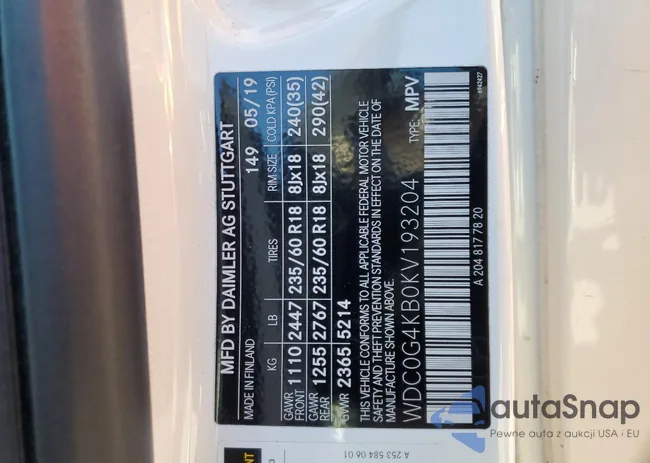 MFD BY DAIMLER AG STUTTGART
MADE IN FINLAND 149 05/19
KG LB TIRES RIM SIZE COLD KPA (PSI)
GAWR FRONT 1110 2447 235/60 R18 8Jx18 240(35)
GAWR REAR 1255 2767 235/60 R18 8Jx18 290(42)
GVWR 2365 5214
THIS VEHICLE CONFORMS TO ALL APPLICABLE FEDERAL MOTOR VEHICLE
SAFETY AND THEFT PREVENTION STANDARDS IN EFFECT ON THE DATE OF
MANUFACTURE SHOWN ABOVE.
WDC0G4KB0KV193204 TYPE: MPV
A 204 817 78 20
6942427
A 253 584 06 01
autaSnap
Pewne auta z aukcji USA i EU